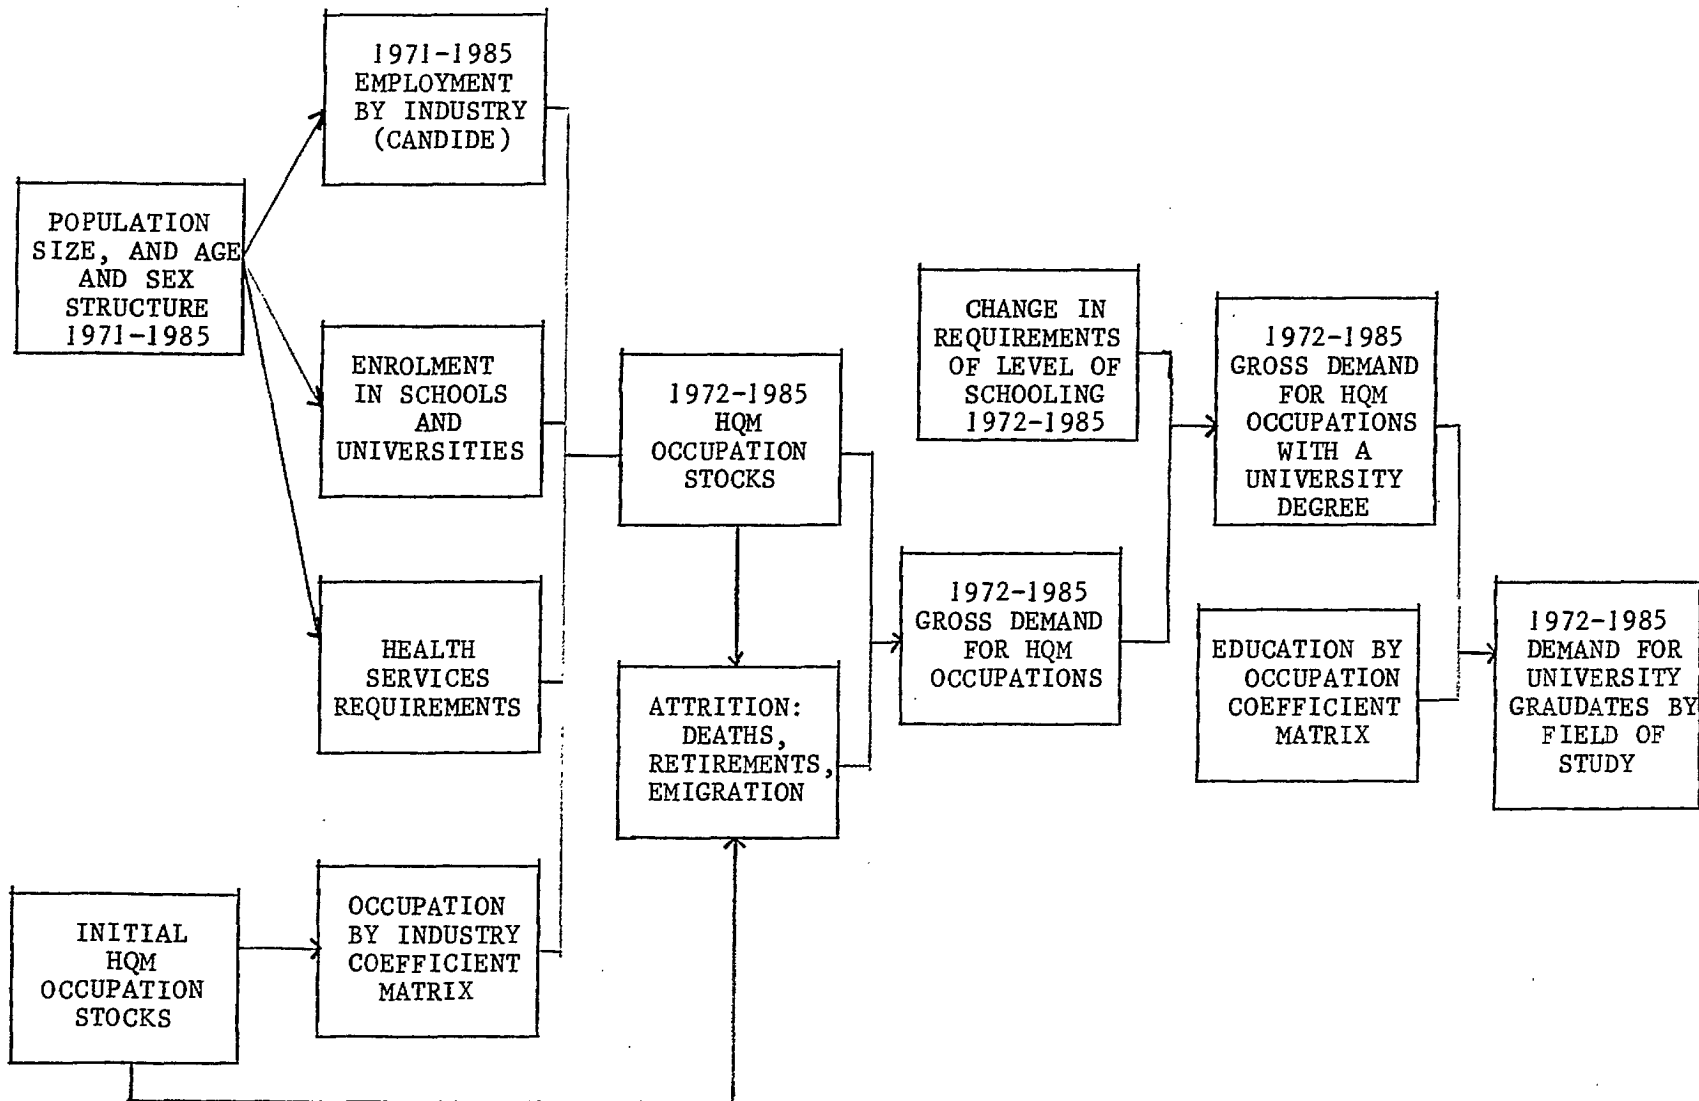 1971-1985
EMPLOYMENT
BY INDUSTRY
(CANDIDE)
POPULATION
SIZE, AND AGE
AND SEX
STRUCTURE
1971-1985
ENROLMENT
IN SCHOOLS
AND
UNIVERSITIES
HEALTH
SERVICES
REQUIREMENTS
INITIAL
HQM
OCCUPATION
STOCKS
OCCUPATION
BY INDUSTRY
COEFFICIENT
MATRIX
1972-1985
HQM
OCCUPATION
STOCKS
ATTRITION:
DEATHS,
RETIREMENTS,
EMIGRATION
CHANGE IN
REQUIREMENTS
OF LEVEL OF
SCHOOLING
1972-1985
1972-1985
GROSS DEMAND
FOR HQM
OCCUPATIONS
1972-1985
GROSS DEMAND
FOR HQM
OCCUPATIONS
WITH A
UNIVERSITY
DEGREE
EDUCATION BY
OCCUPATION
COEFFICIENT
MATRIX
1972-1985
DEMAND FOR
UNIVERSITY
GRAUDATES BY
FIELD OF
STUDY